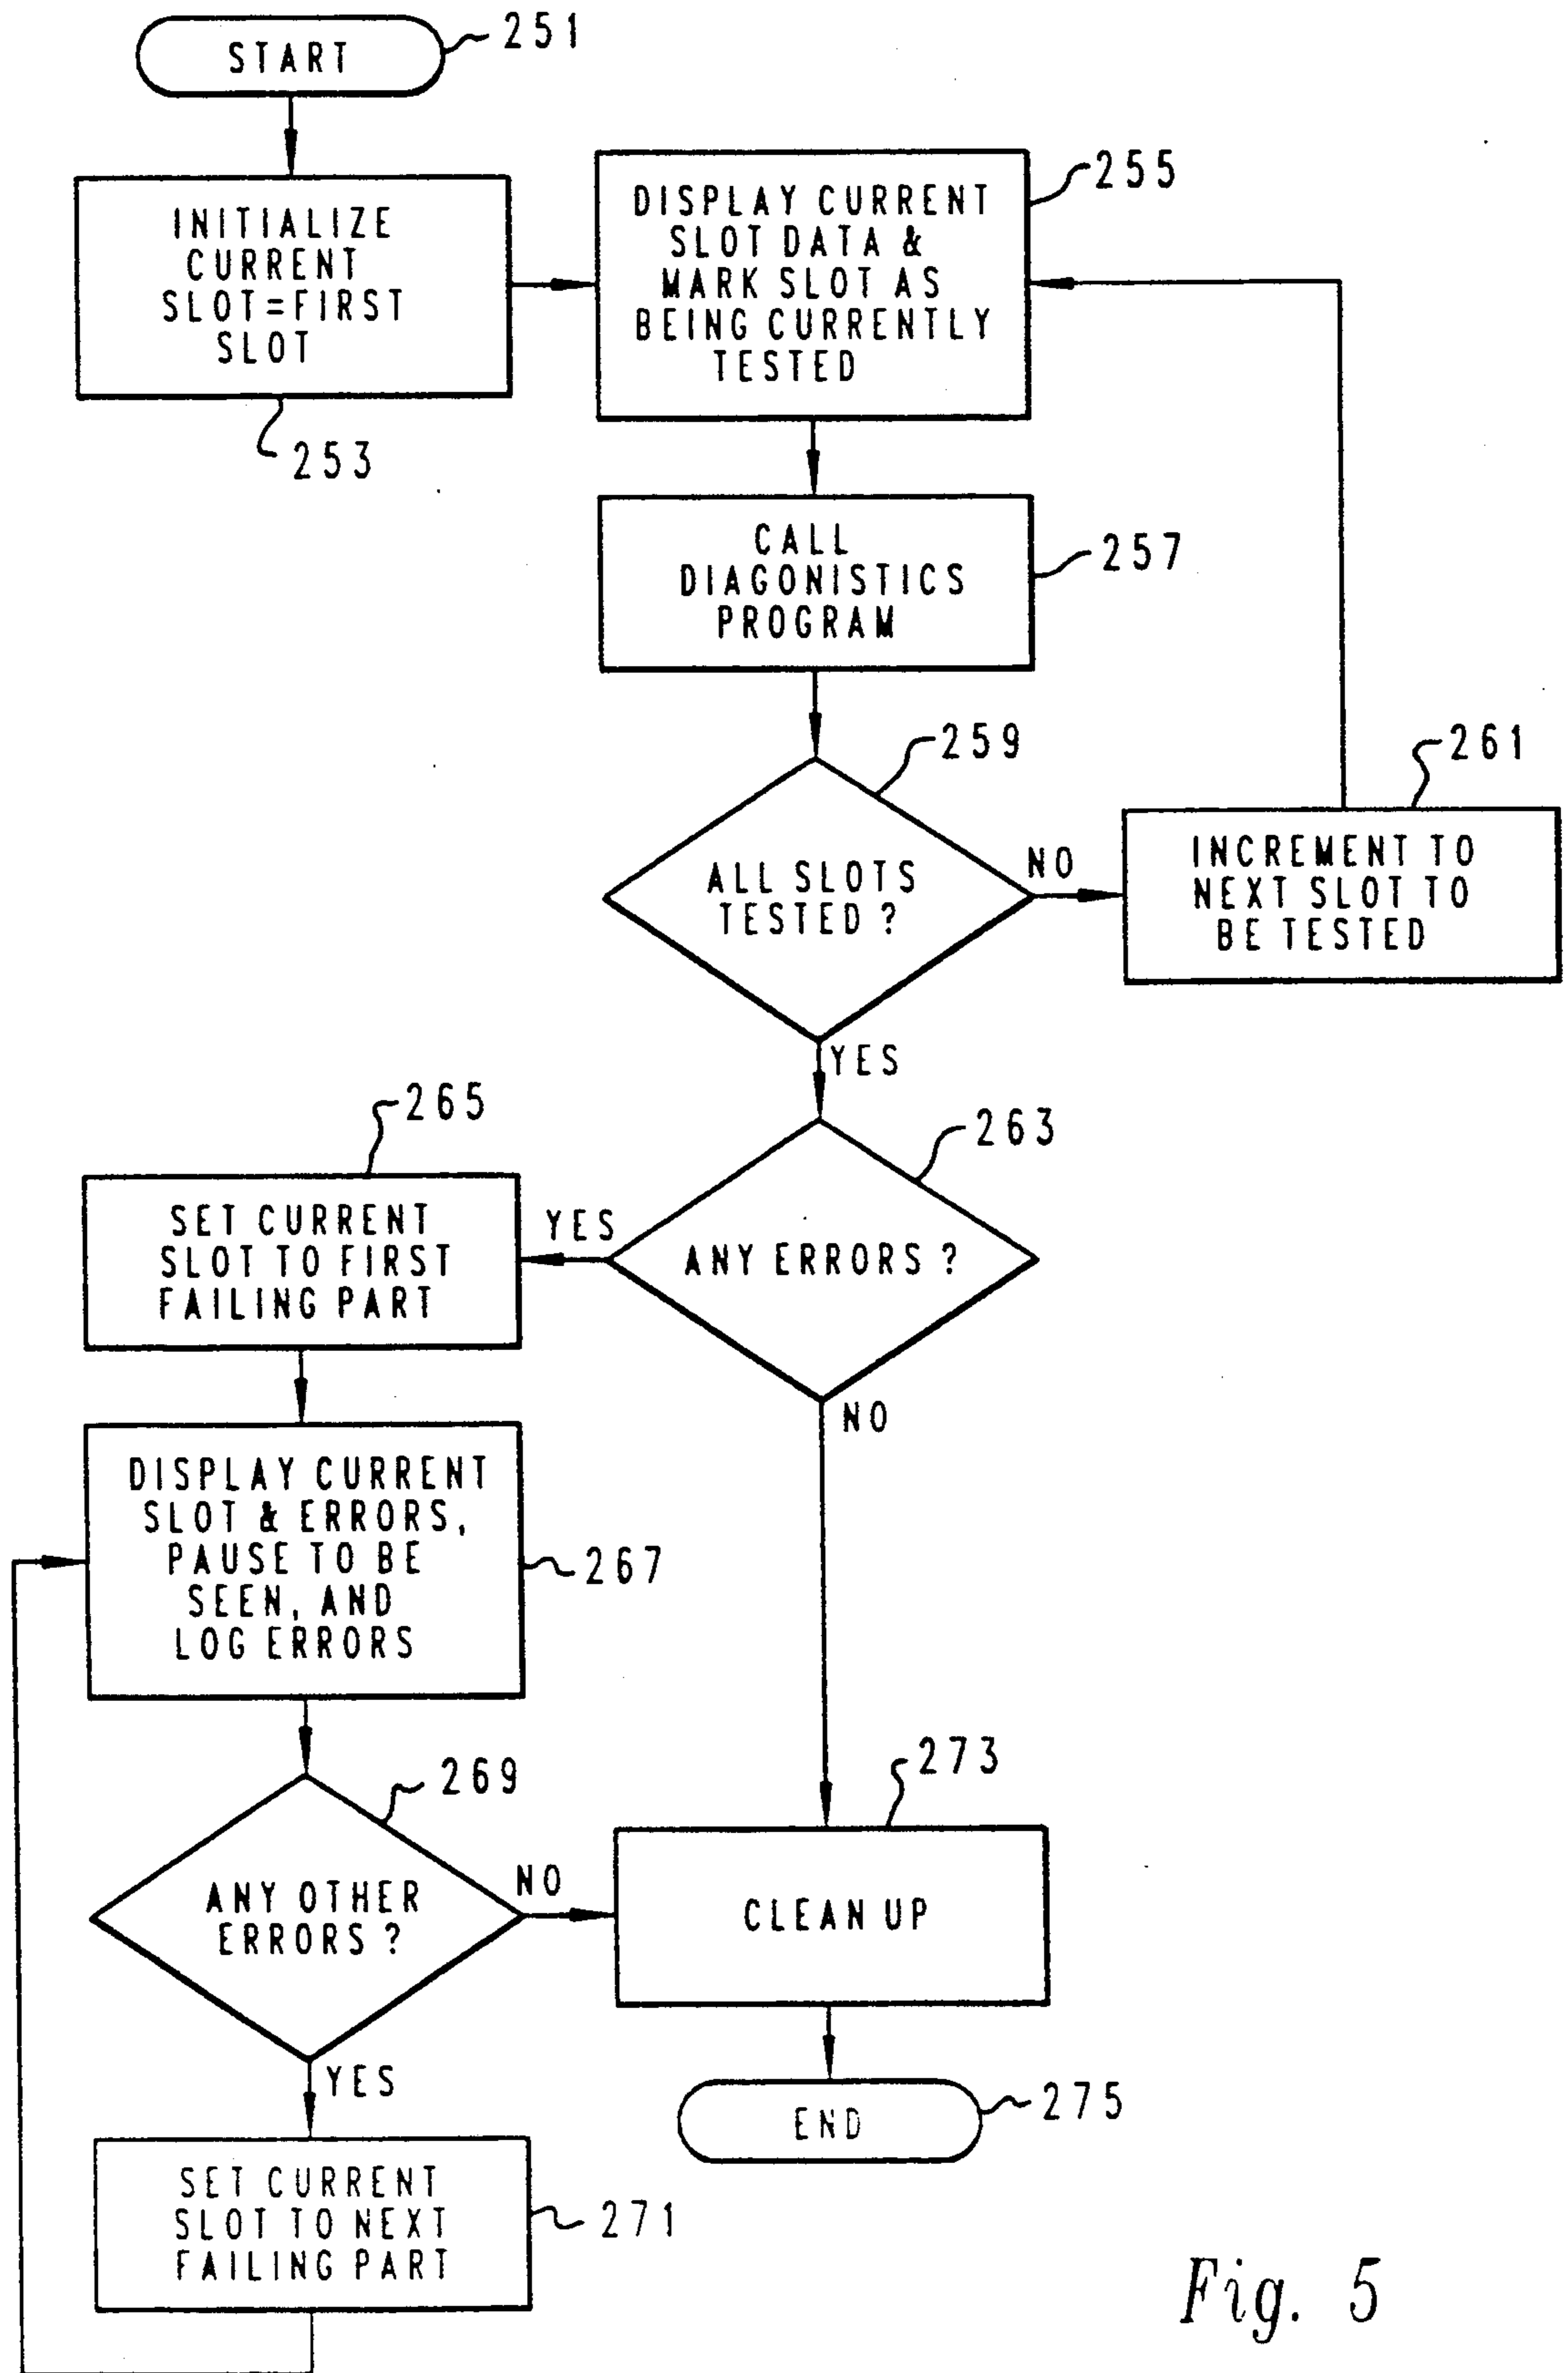 START
251
INITIALIZE
CURRENT
SLOT=FIRST
SLOT
253
DISPLAY CURRENT
SLOT DATA &
MARK SLOT AS
BEING CURRENTLY
TESTED
255
CALL
DIAGONISTICS
PROGRAM
257
259
ALL SLOTS
TESTED ?
NO
261
INCREMENT TO
NEXT SLOT TO
BE TESTED
YES
263
ANY ERRORS ?
YES
265
SET CURRENT
SLOT TO FIRST
FAILING PART
NO
DISPLAY CURRENT
SLOT & ERRORS,
PAUSE TO BE
SEEN, AND
LOG ERRORS
267
269
ANY OTHER
ERRORS ?
NO
273
CLEAN UP
YES
END
275
SET CURRENT
SLOT TO NEXT
FAILING PART
271
Fig. 5